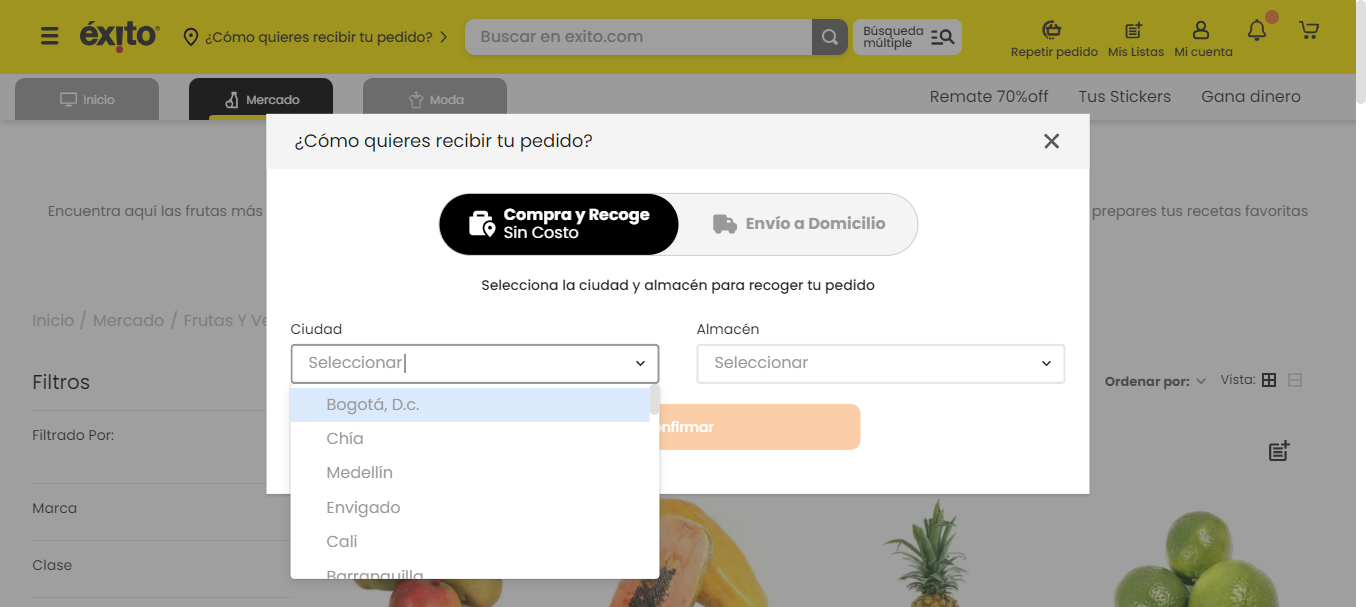 éxito
¿Cómo quieres recibir tu pedido?
Buscar en exito.com
Búsqueda
múltiple
Repetir pedido
Mis Listas
Mi cuenta
Inicio
Mercado
Moda
Remate 70%off
Tus Stickers
Gana dinero
¿Cómo quieres recibir tu pedido?
Encuentra aquí las frutas más
prepares tus recetas favoritas
Compra y Recoge
Sin Costo
Envío a Domicilio
Selecciona la ciudad y almacén para recoger tu pedido
Inicio / Mercado / Frutas Y Ve
Ciudad
Almacén
Seleccionar
Seleccionar
Filtros
Ordenar por:
Vista:
Bogotá, D.c.
onfirmar
Filtrado Por:
Chía
Medellín
Envigado
Marca
Cali
Clase
Barranquilla